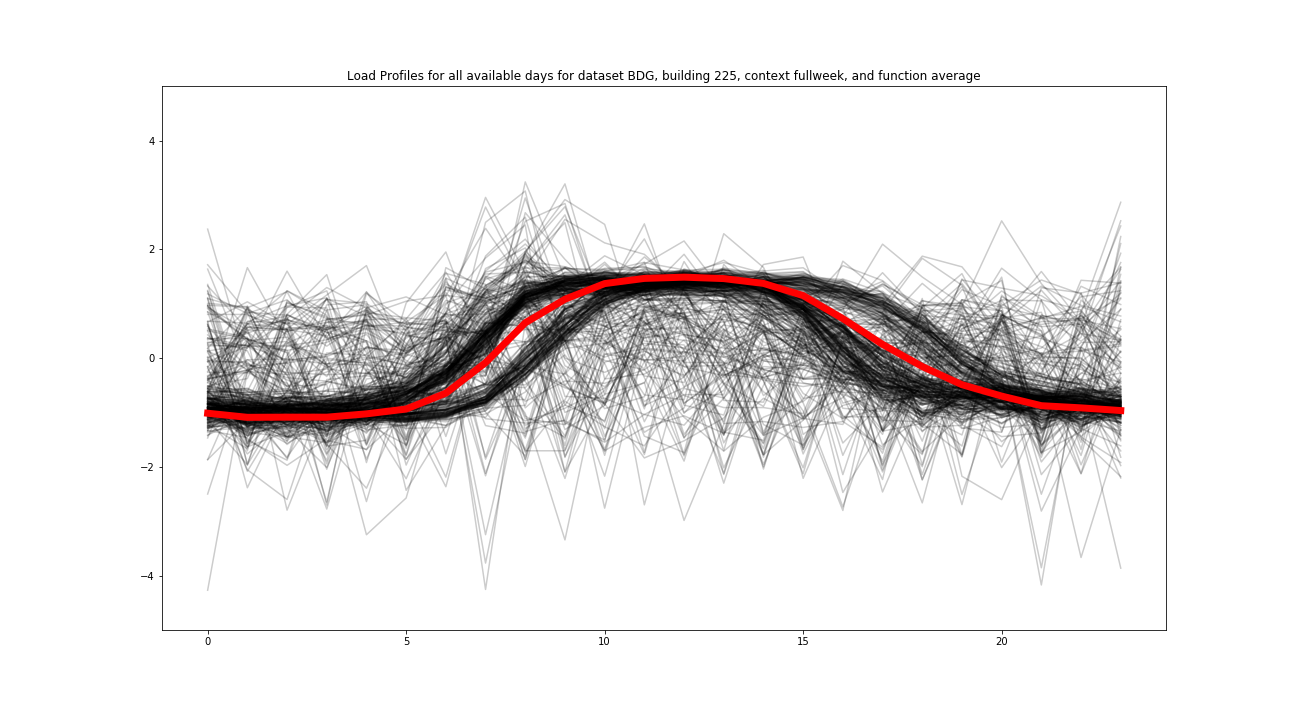 Load Profiles for all available days for dataset BDG, building 225, context fullweek, and function average
4
2
0
−2
−4
0 5 10 15 20